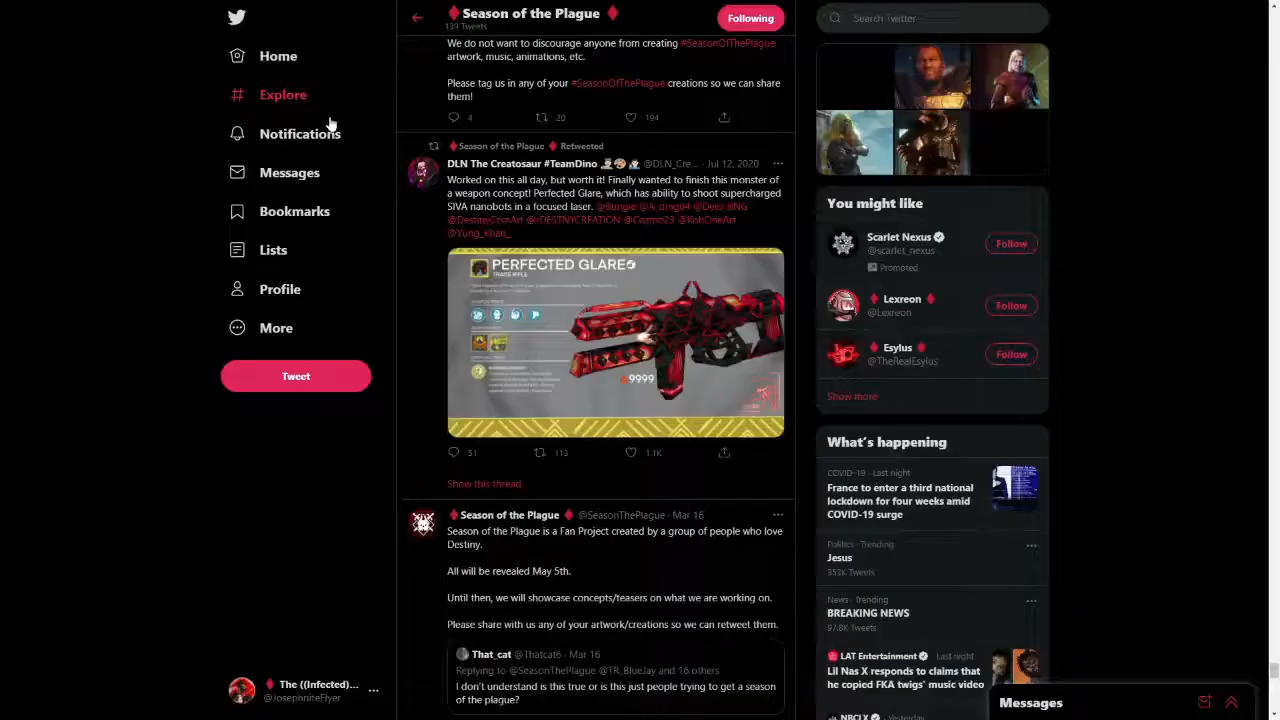 Home
Explore
Notifications
Messages
Bookmarks
Lists
Profile
More
Tweet
The ((Infected)...
@JosephniteFlyer
Season of the Plague
139 Tweets
Following
We do not want to discourage anyone from creating #SeasonOfThePlague
artwork, music, animations, etc.
Please tag us in any of your #SeasonOfThePlague creations so we can share
them!
4
20
194
Season of the Plague Retweeted
DLN The Creatosaur #TeamDino @DLN_Cre... · Jul 12, 2020
Worked on this all day, but worth it! Finally wanted to finish this monster of
a weapon concept! Perfected Glare, which has ability to shoot supercharged
SIVA nanobots in a focused laser. @Bungie
@Cozmo23 @KobOneArt
@Yung_Khan_
PERFECTED GLARE
TRACE RIFLE
9999
51
113
1.1K
Show this thread
Season of the Plague @SeasonThePlague · Mar 16
Season of the Plague is a Fan Project created by a group of people who love
Destiny.
All will be revealed May 5th.
Until then, we will showcase concepts/teasers on what we are working on.
Please share with us any of your artwork/creations so we can retweet them.
That_cat @Thatcat6 · Mar 16
Replying to @SeasonThePlague @TR_BlueJay and 16 others
I don't understand is this true or is this just people trying to get a season
of the plague?
Search Twitter
You might like
Scarlet Nexus
@scarlet_nexus
Promoted
Follow
Lexreon
@Lexreon
Follow
Esylus
@TheRealEsylus
Follow
Show more
What's happening
COVID-19 · Last night
France to enter a third national
lockdown for four weeks amid
COVID-19 surge
Politics · Trending
Jesus
353K Tweets
News · Trending
BREAKING NEWS
97.8K Tweets
LAT Entertainment · Last night
Lil Nas X responds to claims that
he copied FKA twigs' music video
NBCLX · Yesterday
Messages